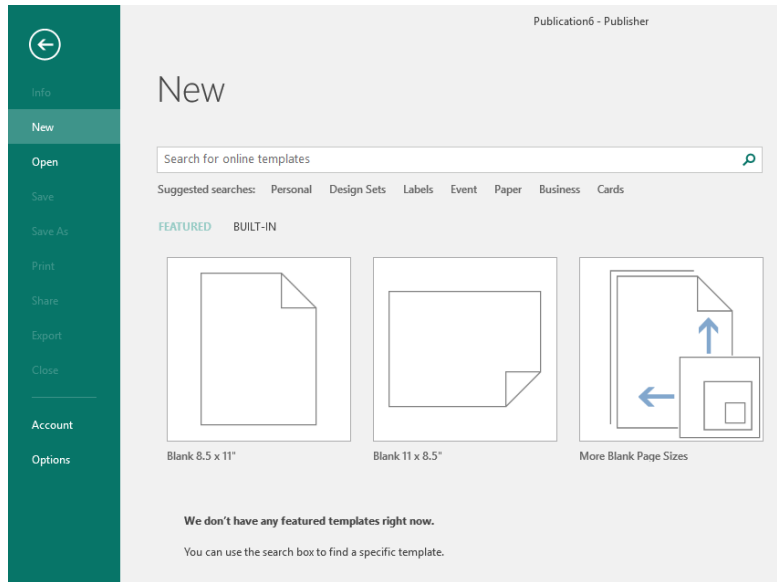 Publication6 - Publisher
Info
New
Open
Save
Save As
Print
Share
Export
Close
Account
Options
New
Search for online templates
Suggested searches: Personal Design Sets Labels Event Paper Business Cards
FEATURED BUILT-IN
Blank 8.5 x 11" Blank 11 x 8.5" More Blank Page Sizes
We don't have any featured templates right now.
You can use the search box to find a specific template.